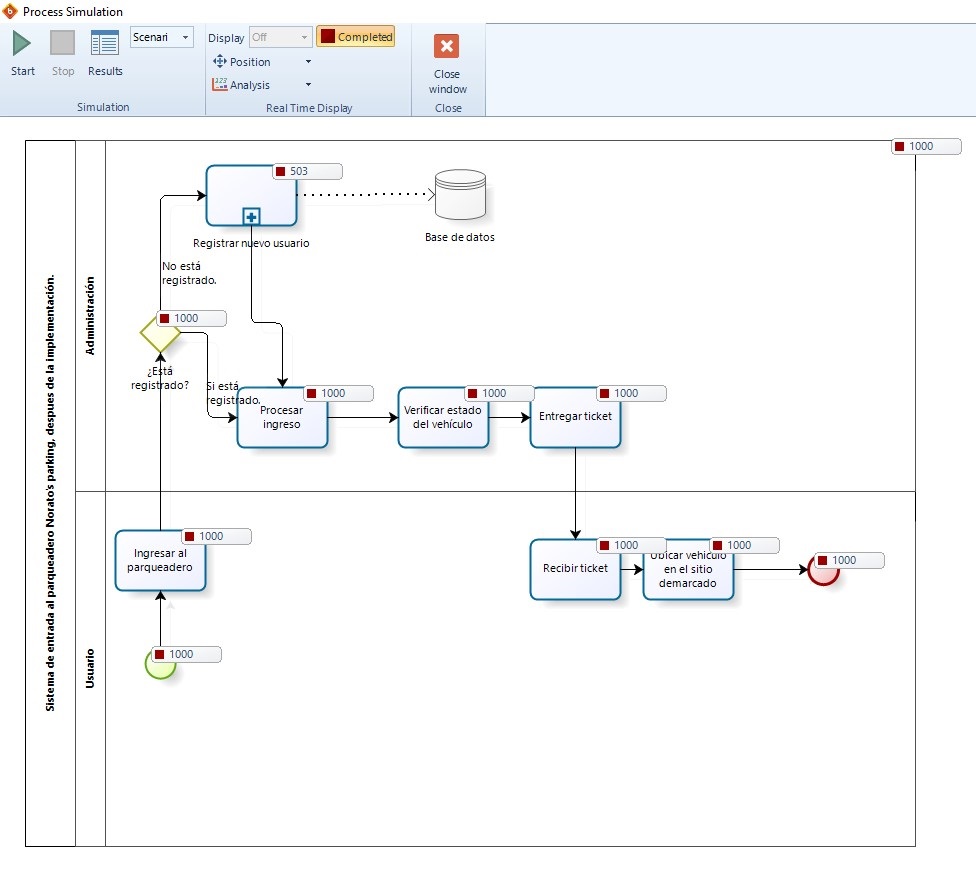 Process Simulation
Start
Stop
Results
Scenari
Simulation
Display
Off
Completed
Position
Analysis
Real Time Display
Close
window
Close
Sistema de entrada al parqueadero Norato's parking, despues de la implementación.
Administración
1000
503
Registrar nuevo usuario
Base de datos
No está
registrado.
1000
¿Está
registrado?
Si está
registrado.
1000
Procesar
ingreso
1000
Verificar estado
del vehículo
1000
Entregar ticket
Usuario
1000
Ingresar al
parqueadero
1000
1000
Recibir ticket
1000
Ubicar vehículo
en el sitio
demarcado
1000